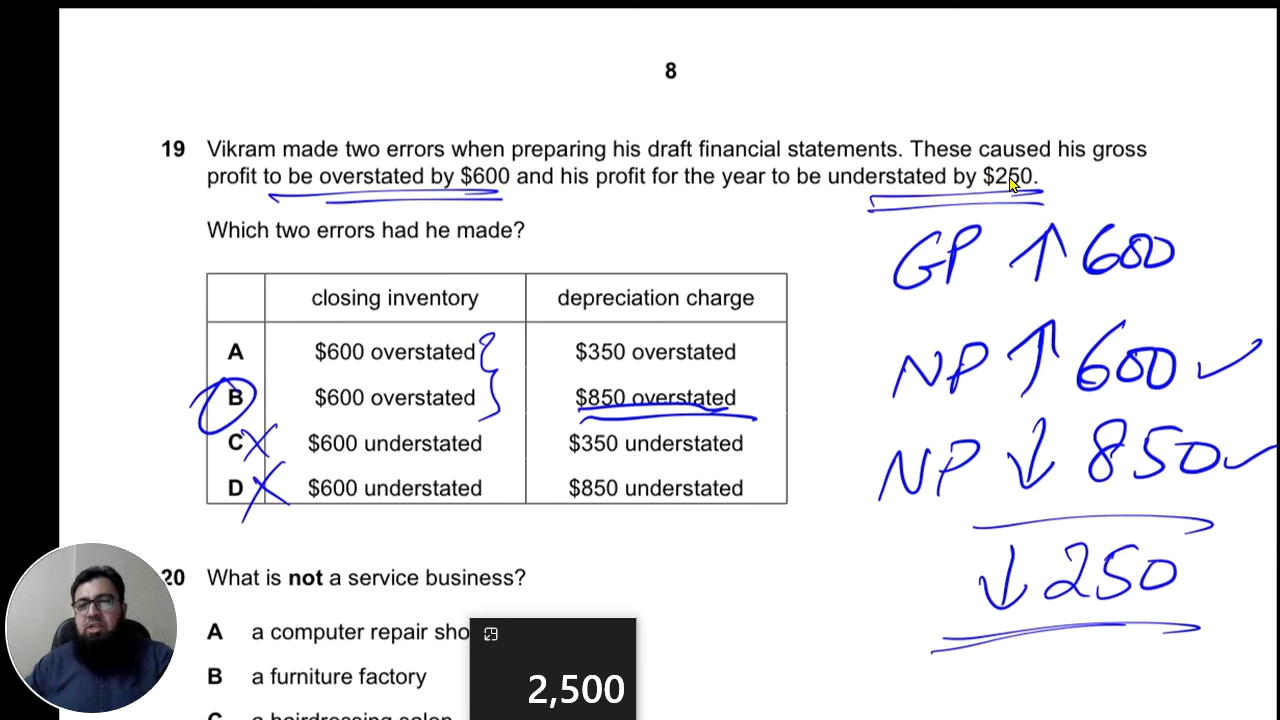 8
19 Vikram made two errors when preparing his draft financial statements. These caused his gross
profit to be overstated by $600 and his profit for the year to be understated by $250.
Which two errors had he made?
closing inventory depreciation charge
A $600 overstated $350 overstated
B $600 overstated $850 overstated
C $600 understated $350 understated
D $600 understated $850 understated
GP ↑ 600
NP ↑ 600 ✓
NP ↓ 850 ✓
↓ 250
20 What is not a service business?
A a computer repair sho
B a furniture factory
C a hairdressing salon
2,500